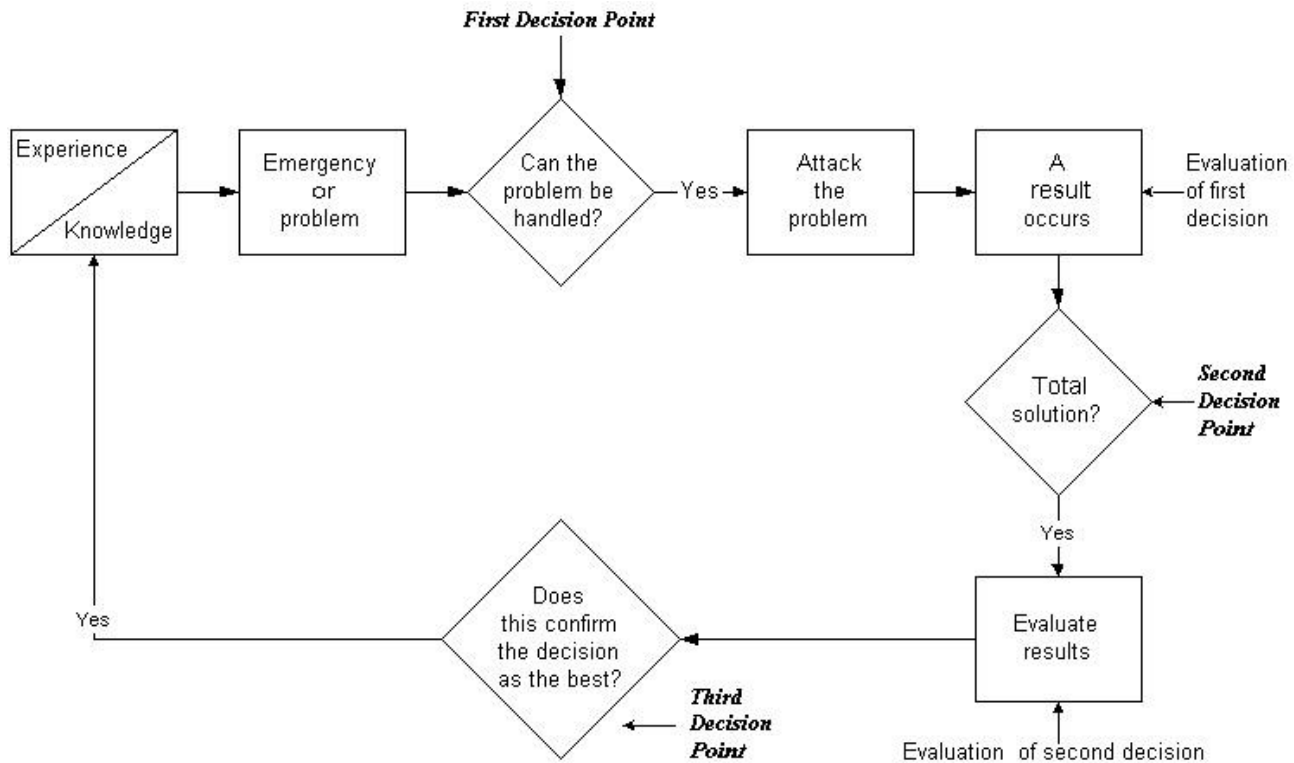 First Decision Point
Experience
Knowledge
Emergency
or
problem
Can the
problem be
handled?
Yes
Attack
the
problem
A
result
occurs
Evaluation
of first
decision
Total
solution?
Second
Decision
Point
Yes
Evaluate
results
Evaluation of second decision
Does
this confirm
the decision
as the best?
Third
Decision
Point
Yes